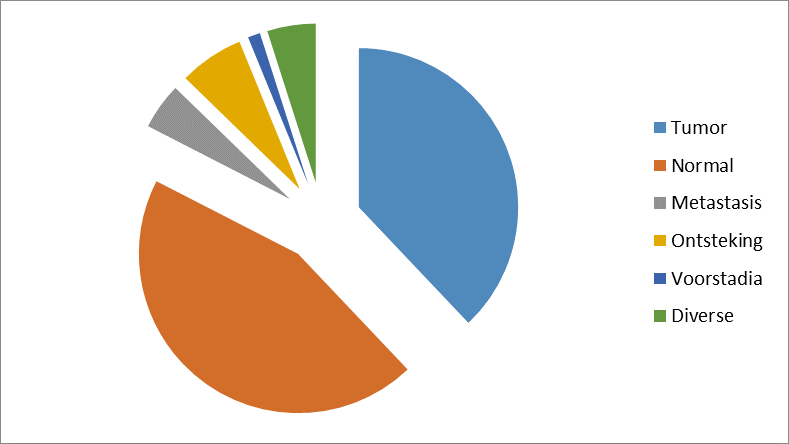 Tumor
Normal
Metastasis
Ontsteking
Voorstadia
Diverse